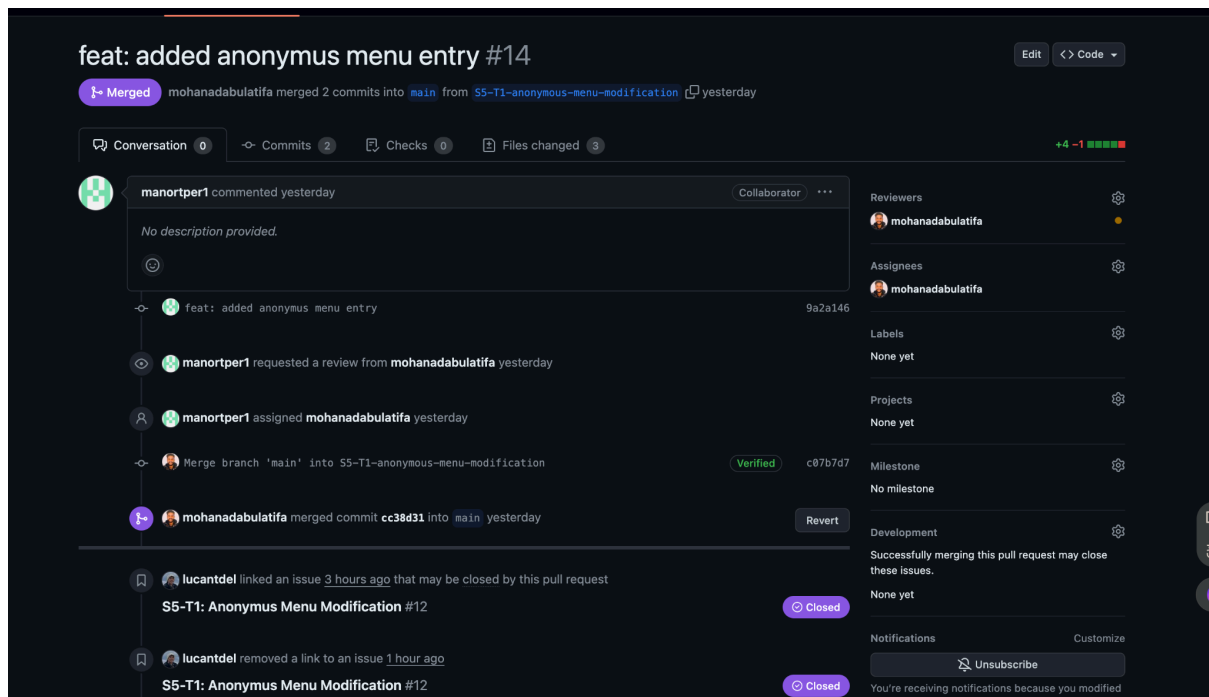 feat: added anonymus menu entry #14
Edit
<> Code
Merged
mohanadabulatifa merged 2 commits into main from S5-T1-anonymous-menu-modification yesterday
Conversation 0
Commits 2
Checks 0
Files changed 3
+4 −1
manortper1 commented yesterday
Collaborator
No description provided.
feat: added anonymus menu entry
9a2a146
manortper1 requested a review from mohanadabulatifa yesterday
manortper1 assigned mohanadabulatifa yesterday
Merge branch 'main' into S5-T1-anonymous-menu-modification
Verified
c07b7d7
mohanadabulatifa merged commit cc38d31 into main yesterday
Revert
lucantdel linked an issue 3 hours ago that may be closed by this pull request
S5-T1: Anonymus Menu Modification #12
Closed
lucantdel removed a link to an issue 1 hour ago
S5-T1: Anonymus Menu Modification #12
Closed
Reviewers
mohanadabulatifa
Assignees
mohanadabulatifa
Labels
None yet
Projects
None yet
Milestone
No milestone
Development
Successfully merging this pull request may close
these issues.
None yet
Notifications
Customize
Unsubscribe
You're receiving notifications because you modified